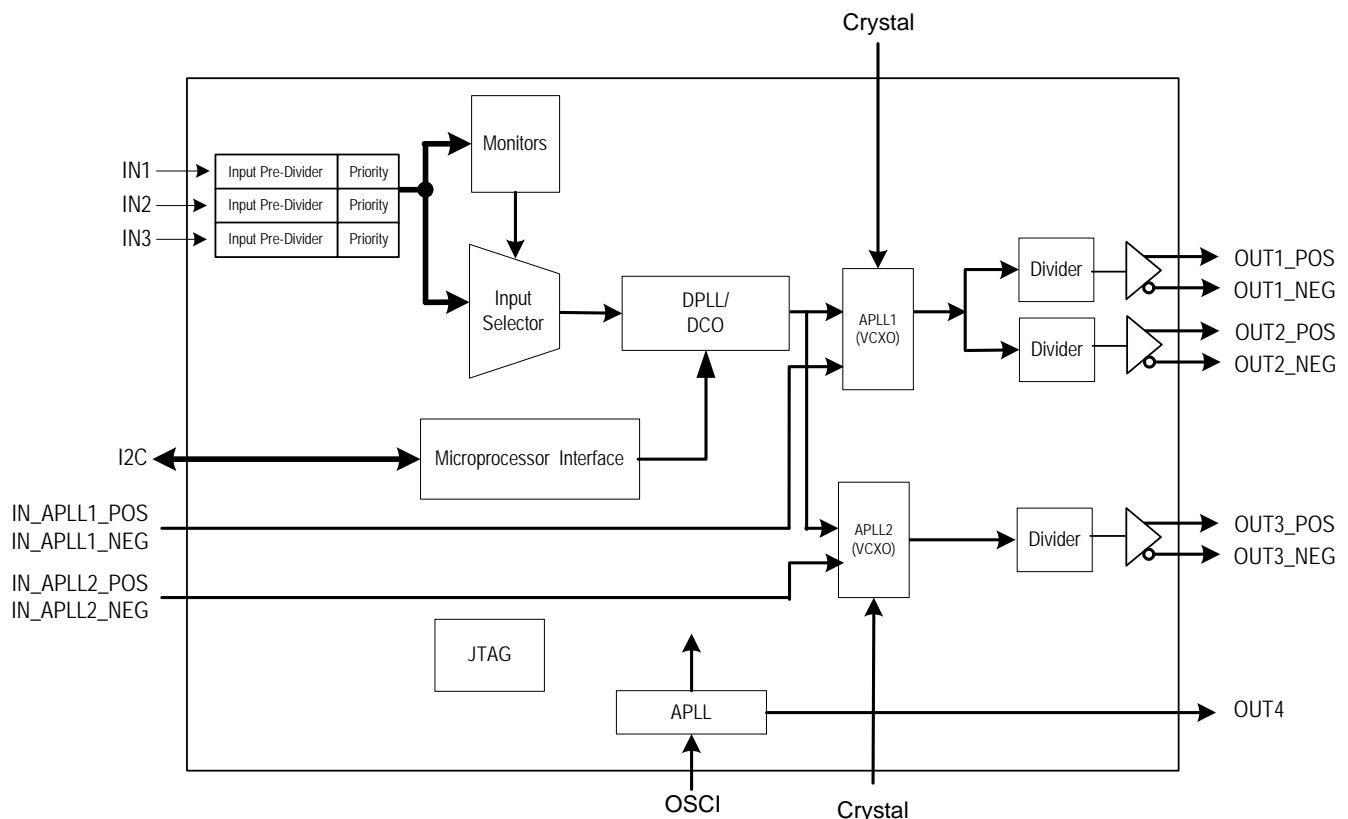 Crystal
Monitors
IN1
Input Pre-Divider Priority
IN2
Input Pre-Divider Priority
IN3
Input Pre-Divider Priority
Input
Selector
DPLL/
DCO
APLL1
(VCXO)
Divider
OUT1_POS
OUT1_NEG
Divider
OUT2_POS
OUT2_NEG
I2C
Microprocessor Interface
IN_APLL1_POS
IN_APLL1_NEG
IN_APLL2_POS
IN_APLL2_NEG
APLL2
(VCXO)
Divider
OUT3_POS
OUT3_NEG
JTAG
APLL
OUT4
OSCI
Crystal